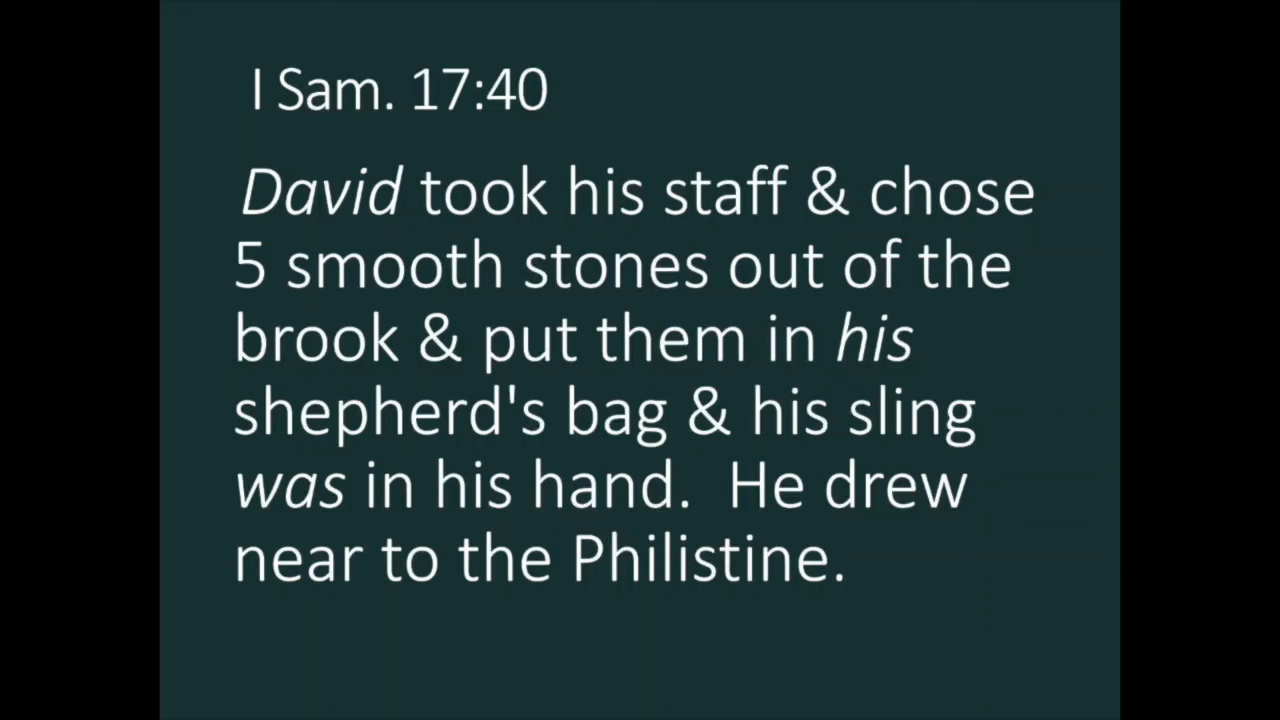 I Sam. 17:40
David took his staff & chose
5 smooth stones out of the
brook & put them in his
shepherd's bag & his sling
was in his hand.  He drew
near to the Philistine.